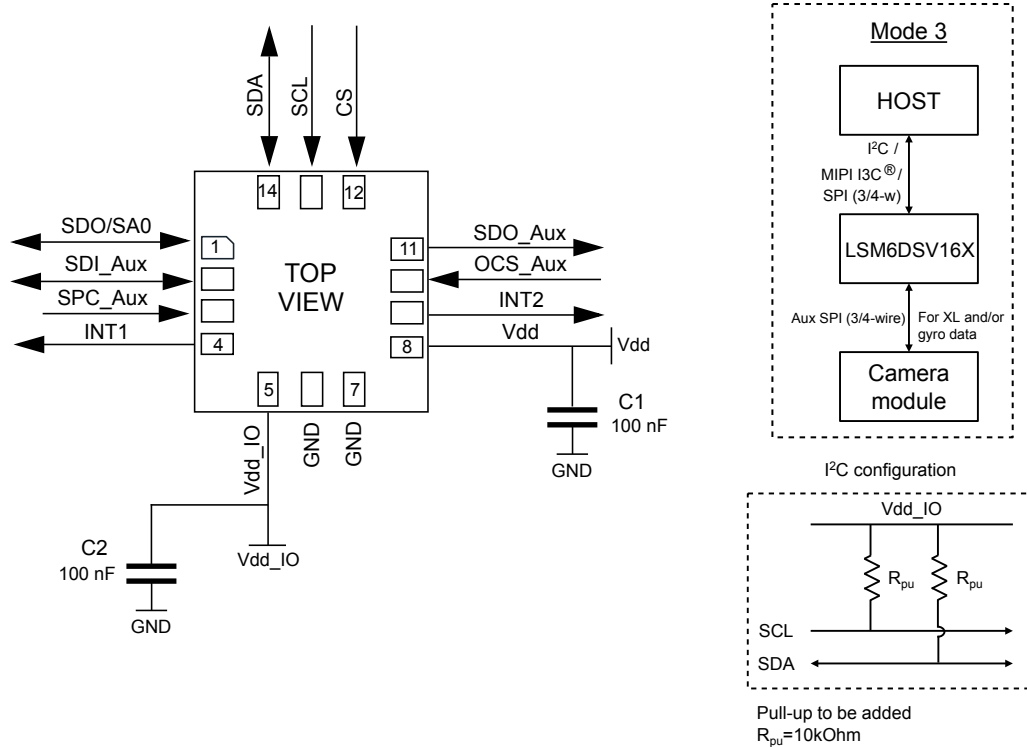 SDA
SCL
CS
14
12
SDO/SA0
SDI_Aux
SPC_Aux
INT1
1
4
TOP
VIEW
11
8
SDO_Aux
OCS_Aux
INT2
Vdd
Vdd
5
7
Vdd_IO
GND
GND
C1
100 nF
GND
C2
100 nF
GND
Vdd_IO
Mode 3
HOST
I²C /
MIPI I3C®/
SPI (3/4-w)
LSM6DSV16X
Aux SPI (3/4-wire)
For XL and/or
gyro data
Camera
module
I²C configuration
Vdd_IO
Rpu
Rpu
SCL
SDA
Pull-up to be added
Rpu=10kOhm